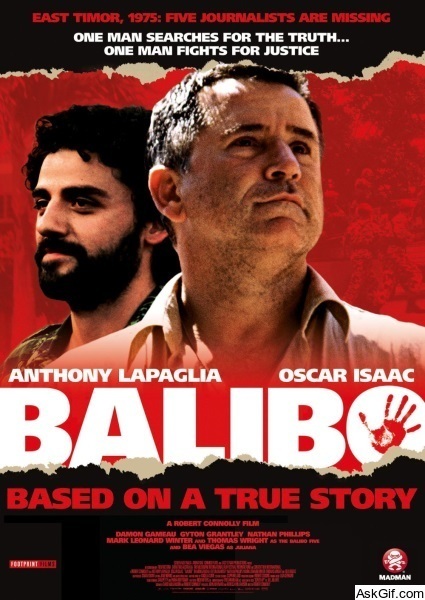 EAST TIMOR, 1975: FIVE JOURNALISTS ARE MISSING
ONE MAN SEARCHES FOR THE TRUTH...
ONE MAN FIGHTS FOR JUSTICE
ANTHONY LAPAGLIA OSCAR ISAAC
BALIBO
BASED ON A TRUE STORY
A ROBERT CONNOLLY FILM
DAMON GAMEAU GYTON GRANTLEY NATHAN PHILLIPS
MARK LEONARD WINTER AND THOMAS WRIGHT AS THE BALIBO FIVE
AND BEA VIEGAS AS JULIANA
FOOTPRINTFILMS
MADMAN
AskGif.com